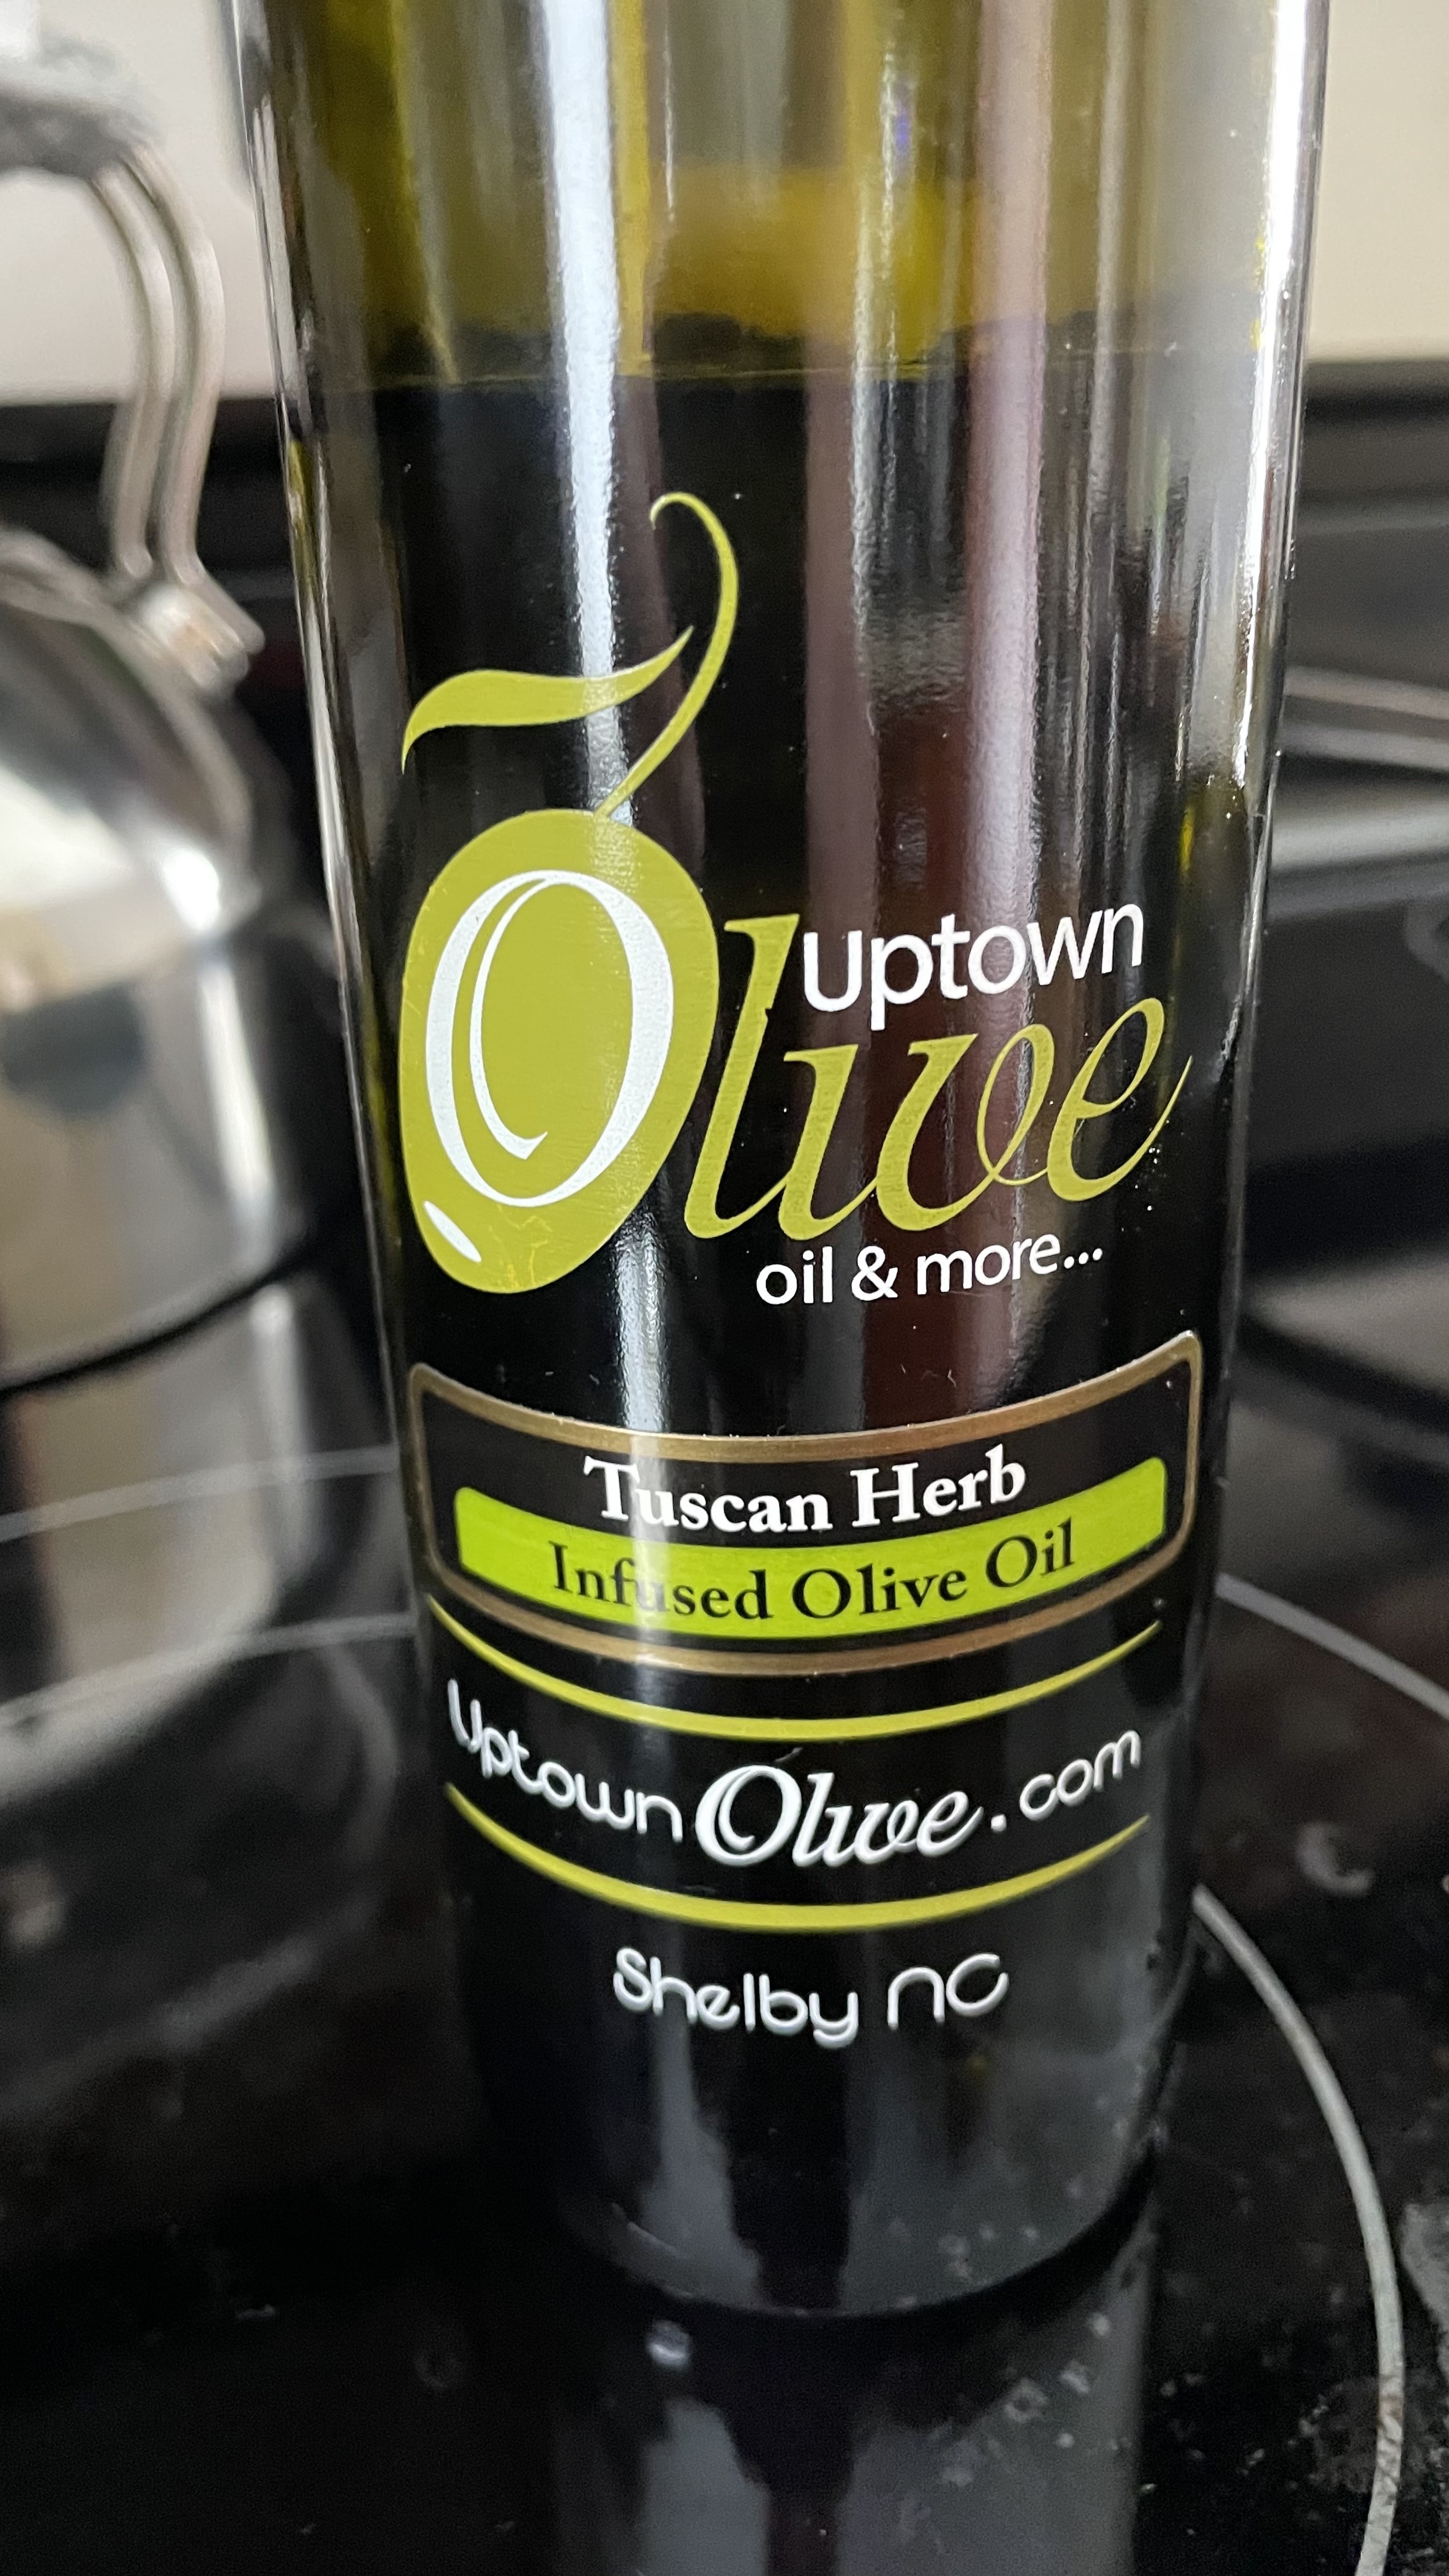 Uptown
Olive
oil & more...
Tuscan Herb
Infused Olive Oil
UptownOlive.com
Shelby NC